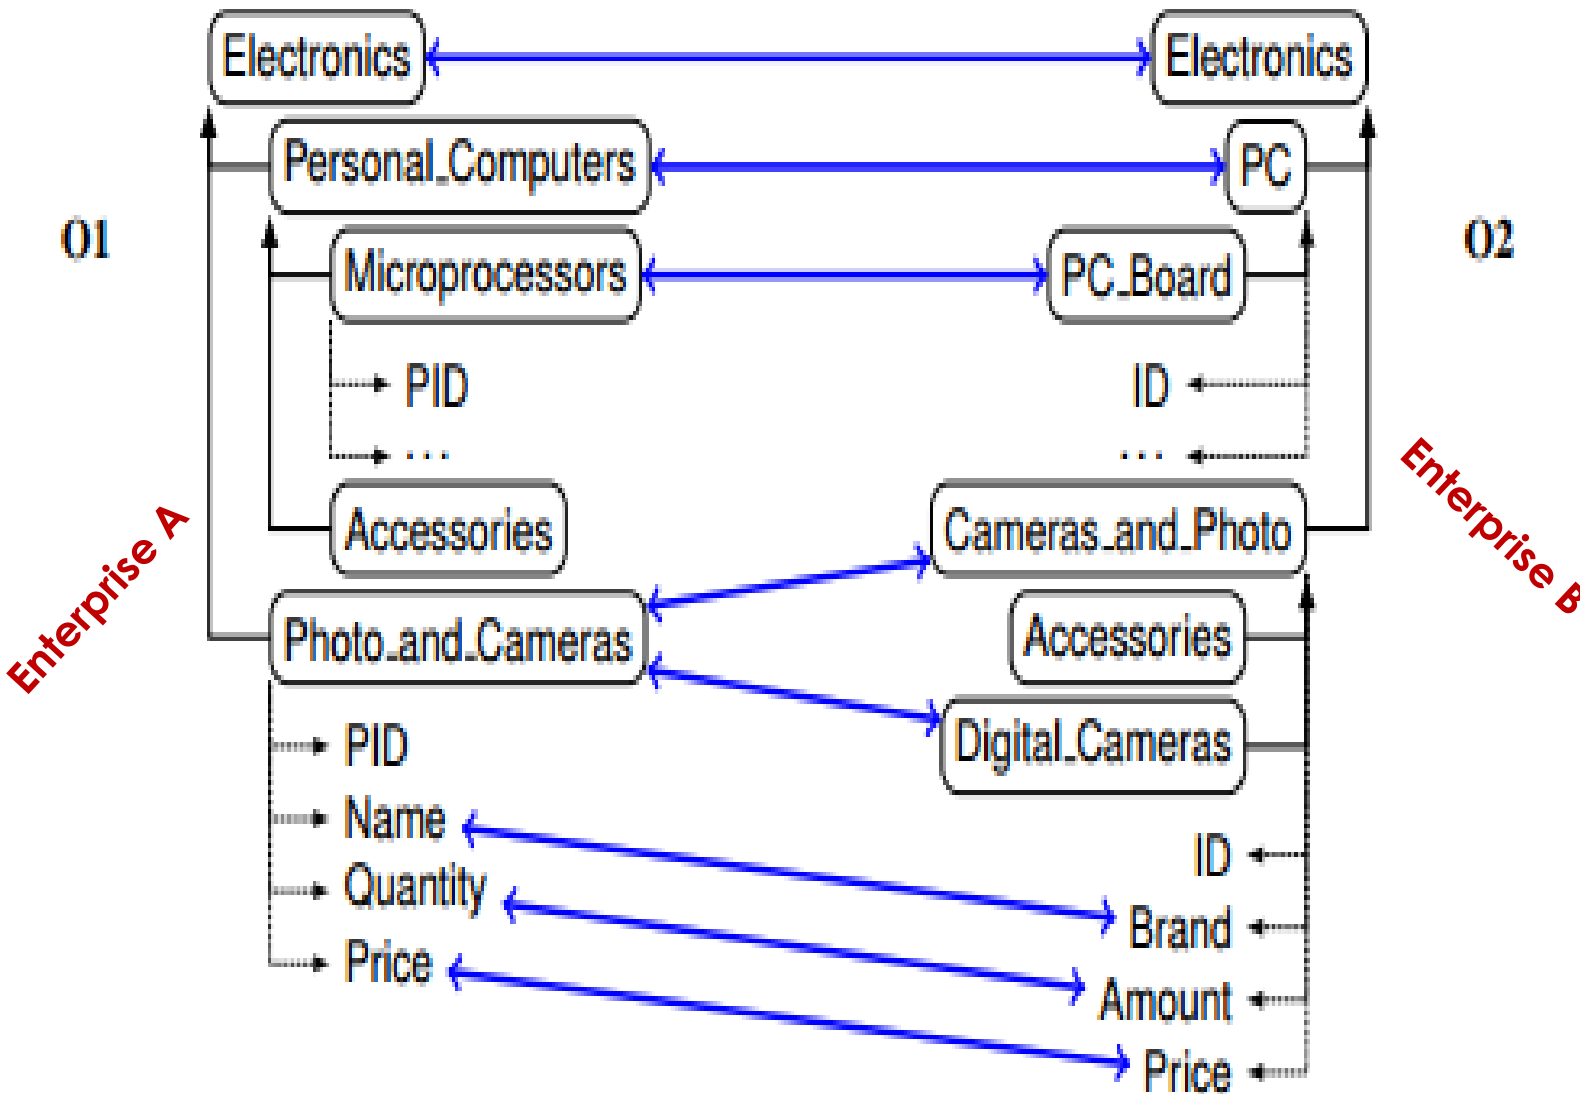 Electronics
Electronics
Personal_Computers
PC
O1
O2
Microprocessors
PC_Board
PID
ID
...
...
Accessories
Cameras_and_Photo
Enterprise A
Enterprise B
Photo_and_Cameras
Accessories
PID
Digital_Cameras
Name
ID
Quantity
Brand
Price
Amount
Price